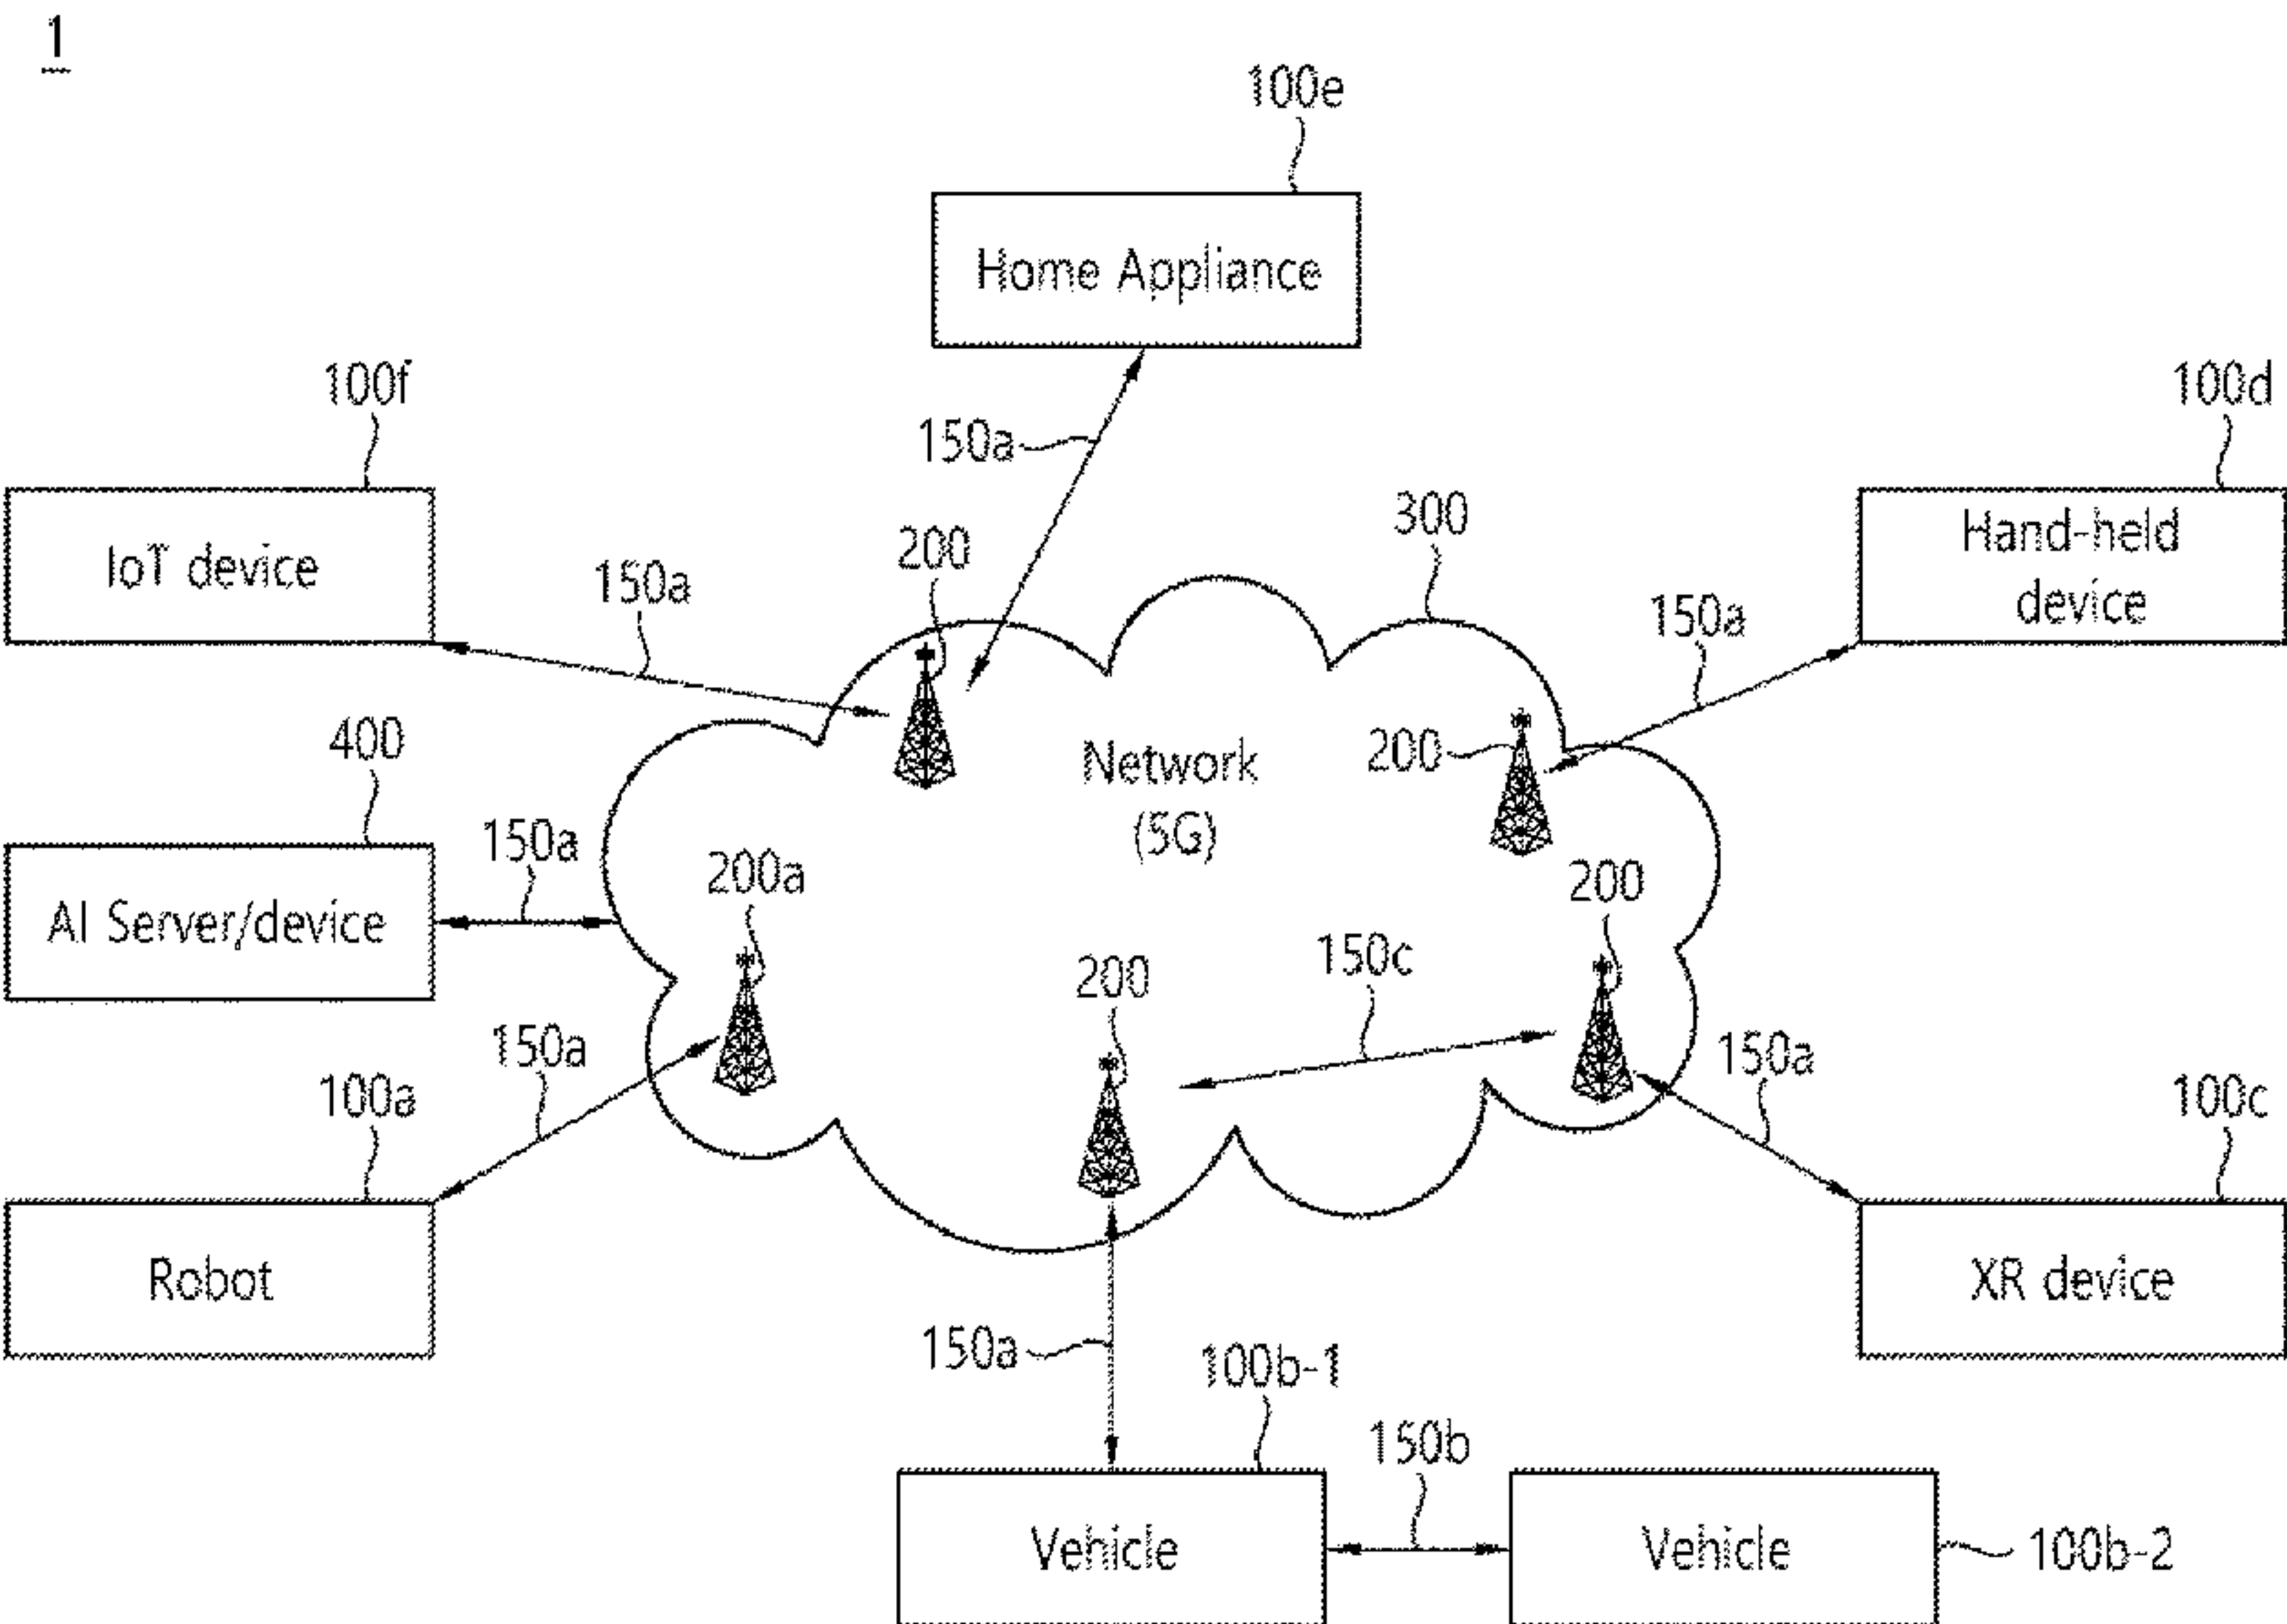 1
100e
Home Appliance
100f
100d
150a
IoT device
Hand-held
device
300
200
150a
150a
400
Network
(5G)
200
AI Server/device
150a
200a
200
150c
200
150a
150a
100a
100c
Robot
XR device
150a
100b-1
150b
Vehicle
Vehicle
100b-2